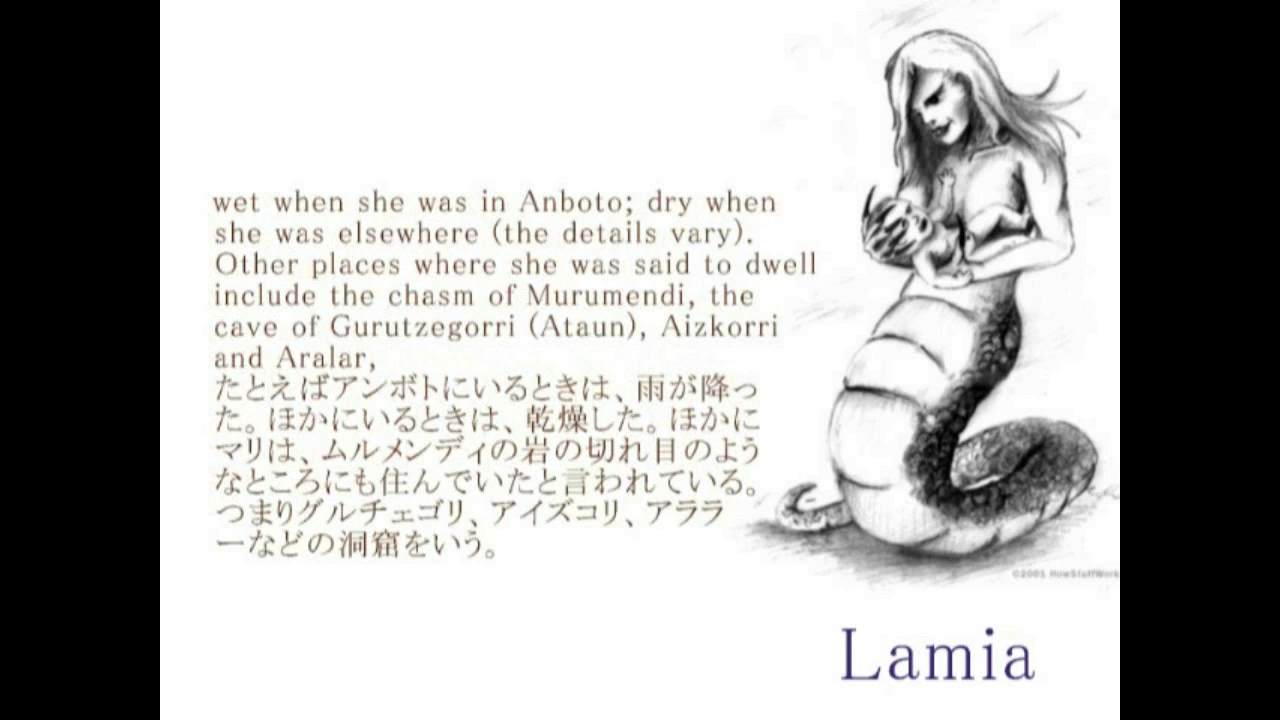 wet when she was in Anboto; dry when
she was elsewhere (the details vary).
Other places where she was said to dwell
include the chasm of Murumendi, the
cave of Gurutzegorri (Ataun), Aizkorri
and Aralar,
たとえばアンボトにいるときは、雨が降っ
た。ほかにいるときは、乾燥した。ほかに
マリは、ムルメンディの岩の切れ目のよう
なところにも住んでいたと言われている。
つまりグルチェゴリ、アイズコリ、アララ
ーなどの洞窟をいう。
©2001 HowStuffWork
Lamia